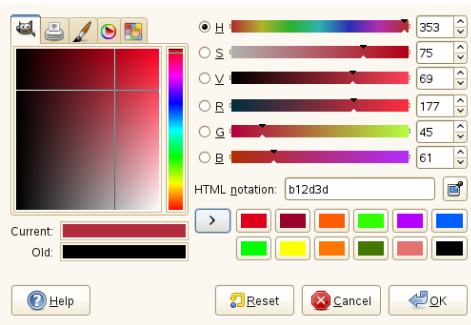 H 353
S 75
V 69
R 177
G 45
B 61
HTML notation: b12d3d
>
Current:
Old:
Help Reset Cancel OK